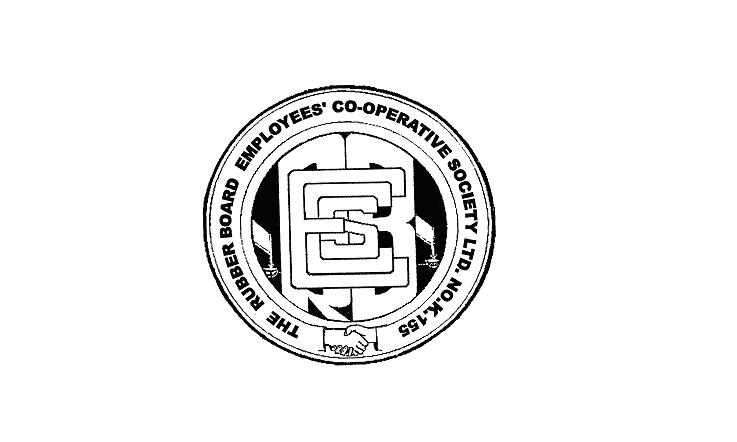 THE RUBBER BOARD EMPLOYEES' CO-OPERATIVE SOCIETY LTD. NO.K.155